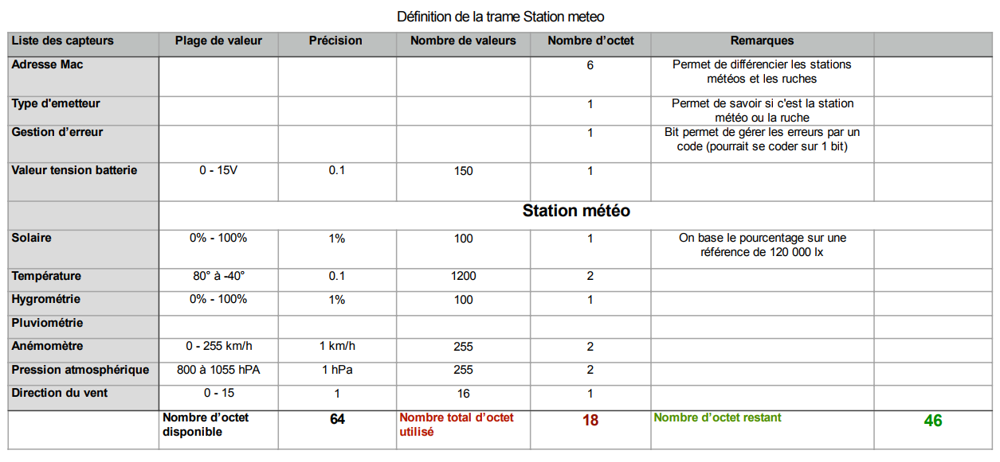 Définition de la trame Station meteo
Liste des capteurs Plage de valeur Précision Nombre de valeurs Nombre d’octet Remarques
Adresse Mac 6 Permet de différencier les stations
météos et les ruches
Type d'emetteur 1 Permet de savoir si c'est la station
météo ou la ruche
Gestion d’erreur 1 Bit permet de gérer les erreurs par un
code (pourrait se coder sur 1 bit)
Valeur tension batterie 0 - 15V 0.1 150 1
Station météo
Solaire 0% - 100% 1% 100 1 On base le pourcentage sur une
référence de 120 000 lx
Température 80° à -40° 0.1 1200 2
Hygrométrie 0% - 100% 1% 100 1
Pluviométrie
Anémomètre 0 - 255 km/h 1 km/h 255 2
Pression atmosphérique 800 à 1055 hPA 1 hPa 255 2
Direction du vent 0 - 15 1 16 1
Nombre d’octet
disponible
64
Nombre total d’octet
utilisé
18
Nombre d’octet restant
46